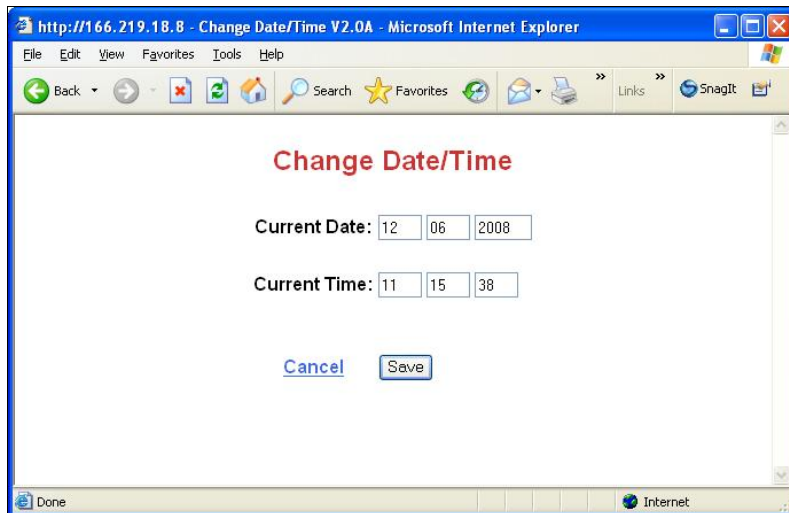 http://166.219.18.8 - Change Date/Time V2.0A - Microsoft Internet Explorer
File Edit View Favorites Tools Help
Back Search Favorites » Links » SnagIt
Change Date/Time
Current Date: 12 06 2008
Current Time: 11 15 38
Cancel Save
Done Internet